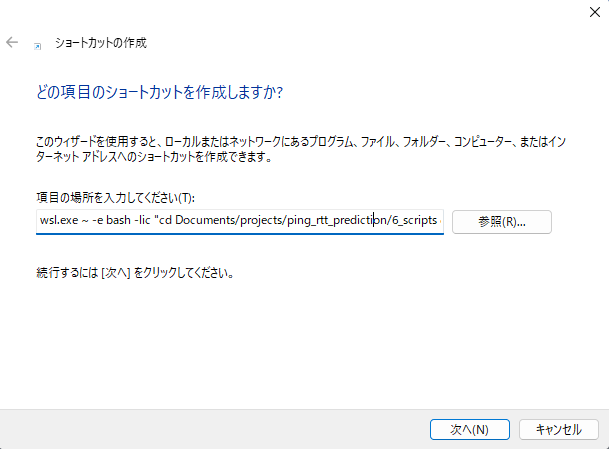 ショートカットの作成
どの項目のショートカットを作成しますか?
このウィザードを使用すると、ローカルまたはネットワークにあるプログラム、ファイル、フォルダー、コンピューター、またはイン
ターネット アドレスへのショートカットを作成できます。
項目の場所を入力してください(T):
wsl.exe ~ -e bash -lic "cd Documents/projects/ping_rtt_prediction/6_scripts
参照(R)...
続行するには [次へ] をクリックしてください。
次へ(N)
キャンセル